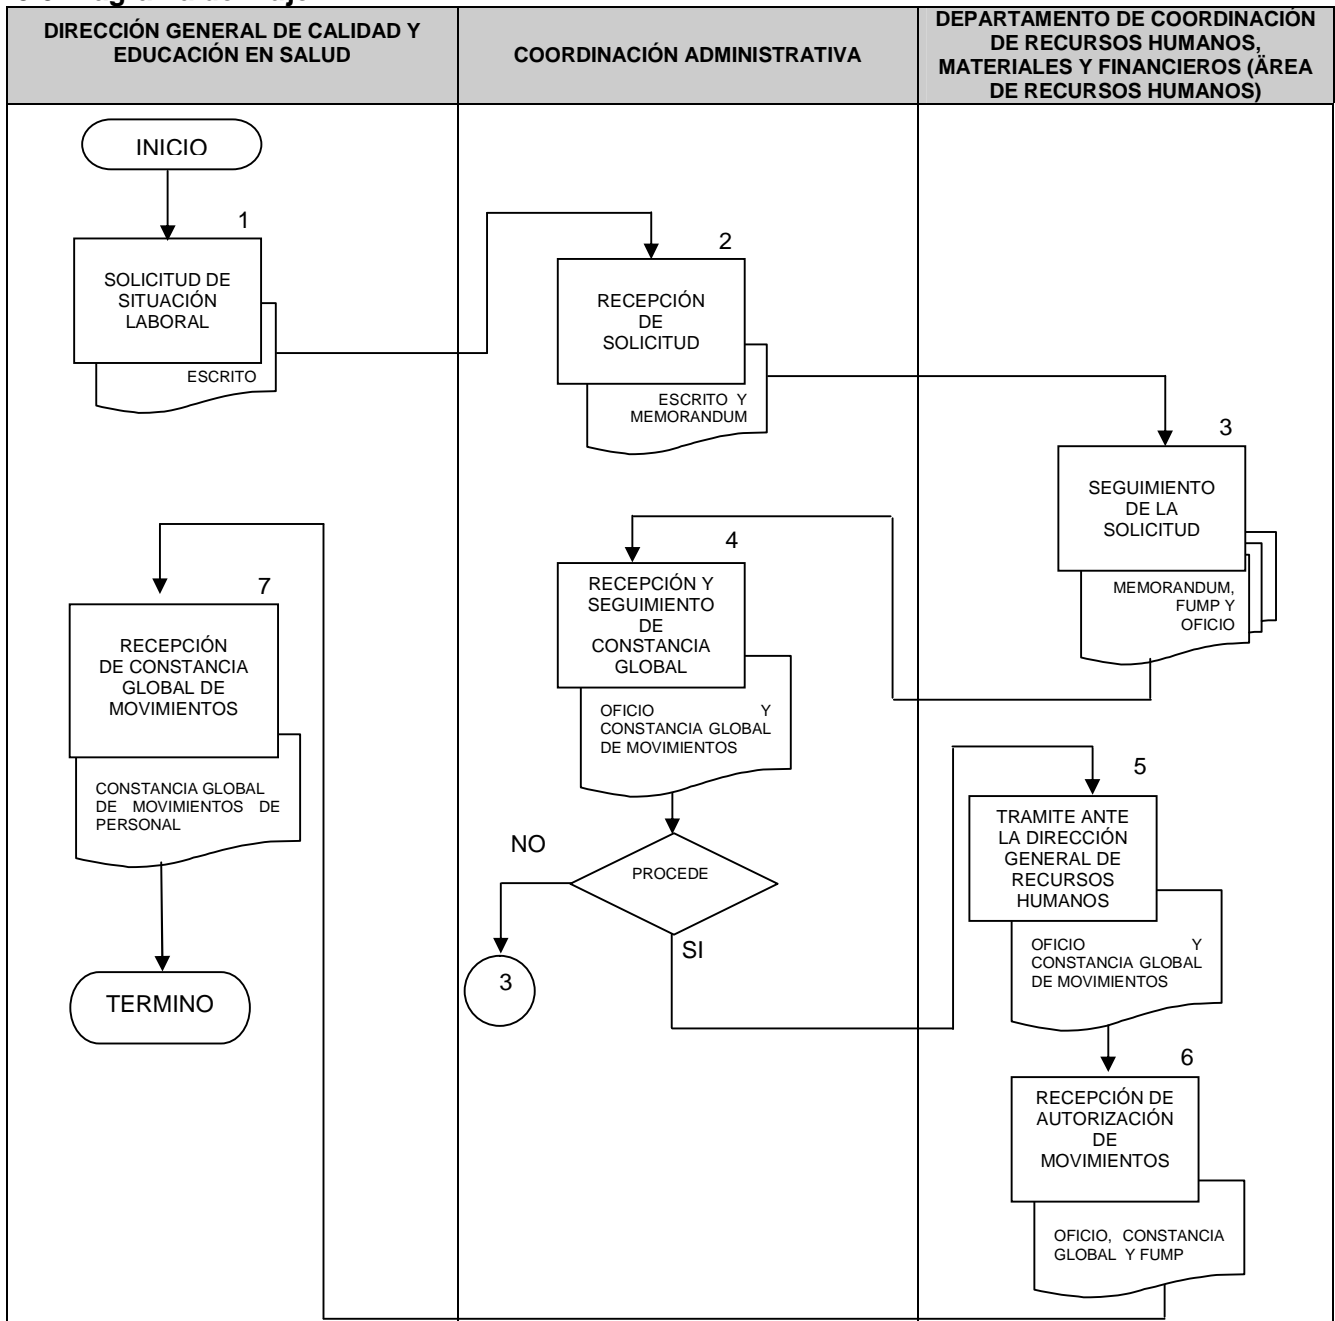 DIRECCIÓN GENERAL DE CALIDAD Y
EDUCACIÓN EN SALUD
COORDINACIÓN ADMINISTRATIVA
DEPARTAMENTO DE COORDINACIÓN
DE RECURSOS HUMANOS,
MATERIALES Y FINANCIEROS (ÄREA
DE RECURSOS HUMANOS)
INICIO
1
SOLICITUD DE
SITUACIÓN
LABORAL
ESCRITO
2
RECEPCIÓN
DE
SOLICITUD
ESCRITO Y
MEMORANDUM
3
SEGUIMIENTO
DE LA
SOLICITUD
MEMORANDUM,
FUMP Y
OFICIO
4
RECEPCIÓN Y
SEGUIMIENTO
DE
CONSTANCIA
GLOBAL
OFICIO Y
CONSTANCIA GLOBAL
DE MOVIMIENTOS
PROCEDE
NO
3
SI
5
TRAMITE ANTE
LA DIRECCIÓN
GENERAL DE
RECURSOS
HUMANOS
OFICIO Y
CONSTANCIA GLOBAL
DE MOVIMIENTOS
6
RECEPCIÓN DE
AUTORIZACIÓN
DE
MOVIMIENTOS
OFICIO, CONSTANCIA
GLOBAL Y FUMP
7
RECEPCIÓN
DE CONSTANCIA
GLOBAL DE
MOVIMIENTOS
CONSTANCIA GLOBAL
DE MOVIMIENTOS DE
PERSONAL
TERMINO